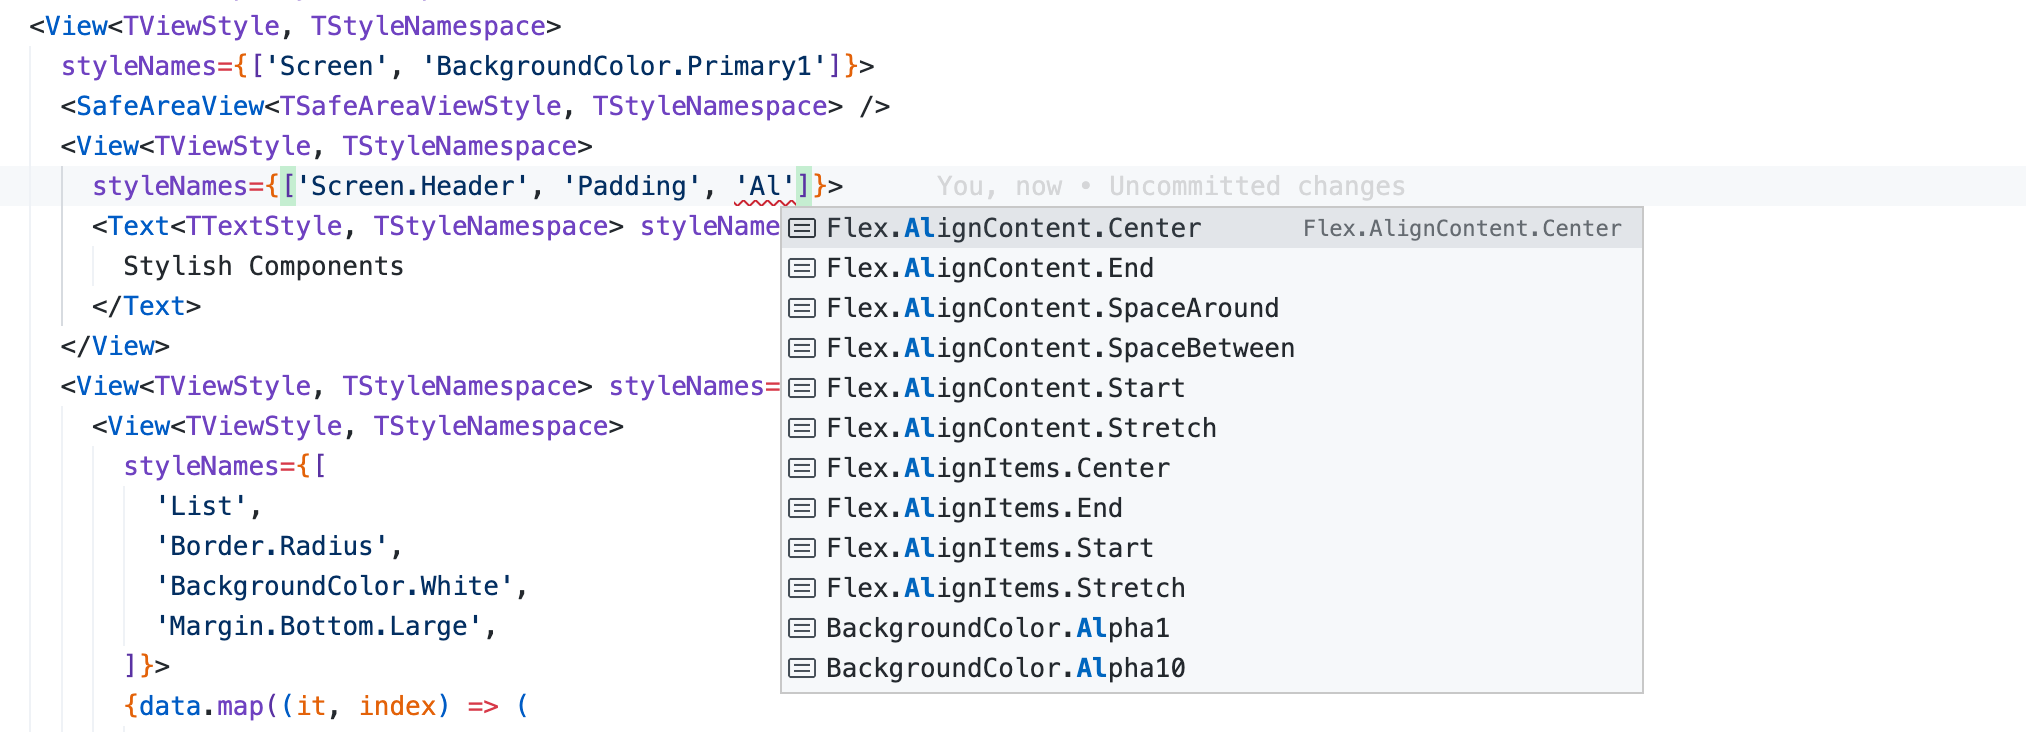 <View<TViewStyle, TStyleNamespace>
styleNames={['Screen', 'BackgroundColor.Primary1']}>
<SafeAreaView<TSafeAreaViewStyle, TStyleNamespace> />
<View<TViewStyle, TStyleNamespace>
styleNames={['Screen.Header', 'Padding', 'Al']}> You, now • Uncommitted changes
<Text<TTextStyle, TStyleNamespace> styleName
Stylish Components
</Text>
</View>
<View<TViewStyle, TStyleNamespace> styleNames=
<View<TViewStyle, TStyleNamespace>
styleNames={[
'List',
'Border.Radius',
'BackgroundColor.White',
'Margin.Bottom.Large',
]}>
{data.map((it, index) => (
Flex.AlignContent.Center Flex.AlignContent.Center
Flex.AlignContent.End
Flex.AlignContent.SpaceAround
Flex.AlignContent.SpaceBetween
Flex.AlignContent.Start
Flex.AlignContent.Stretch
Flex.AlignItems.Center
Flex.AlignItems.End
Flex.AlignItems.Start
Flex.AlignItems.Stretch
BackgroundColor.Alpha1
BackgroundColor.Alpha10